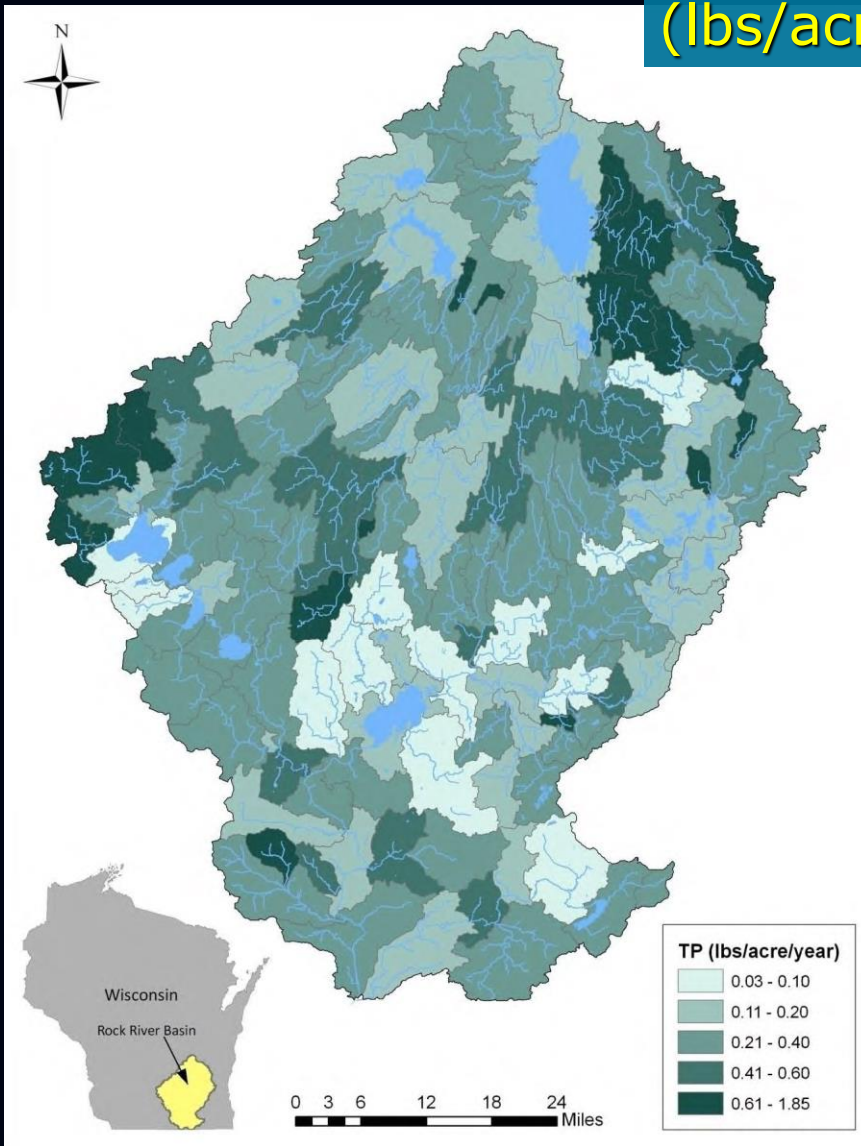 (lbs/acr
N
TP (lbs/acre/year)
0.03 - 0.10
0.11 - 0.20
0.21 - 0.40
0.41 - 0.60
0.61 - 1.85
Wisconsin
Rock River Basin
0 3 6 12 18 24
Miles